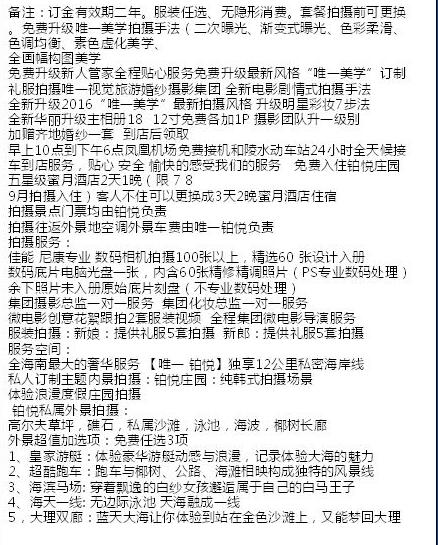 备注：订金有效期二年。服装任选、无隐形消费。套餐拍摄前可更换
。免费升级唯一美学拍摄手法（二次曝光、渐变式曝光、色彩柔滑、
色调均衡、素色虚化美学、
全画幅构图美学
免费升级新人管家全程贴心服务免费升级最新风格“唯一美学”订制
礼服拍摄唯一视觉旅游婚纱摄影集团 全新电影剧情式拍摄手法
全新升级2016“唯一美学”最新拍摄风格 升级明星彩妆7步法
全新华丽升级主相册18   12寸免费各加1P 摄影团队升一级别
加赠齐地婚纱一套   到店后领取
早上10点到下午6点凤凰机场免费接机和陵水动车站24小时全天候接
车到店服务，贴心 安全 愉快的感受我们的服务   免费入住铂悦庄园
五星级蜜月酒店2天1晚（限 7 8
9月拍摄入住）客人不住可以更换成3天2晚蜜月酒店住宿
拍摄景点门票均由铂悦负责
拍摄往返外景地空调外景车费由唯一铂悦负责
拍摄服务：
佳能 尼康专业 数码相机拍摄100张以上，精选60 张设计入册
数码底片电脑光盘一张，内含60张精修精调照片（PS专业数码处理）
余下照片未入册原始底片刻盘（不专业数码处理）
集团摄影总监一对一服务  集团化妆总监一对一服务
微电影创意花絮跟拍2套服装视频  全程集团微电影导演服务
服装拍摄：新娘：提供礼服5套拍摄  新郎：提供礼服5套拍摄
服务空间：
全海南最大的奢华服务 【唯一 铂悦】独享12公里私密海岸线
私人订制主题内景拍摄：铂悦庄园：纯韩式拍摄场景
体验浪漫度假庄园拍摄
铂悦私属外景拍摄：
高尔夫草坪，礁石，私属沙滩，泳池，海波，椰树长廊
外景超值加选项：免费任选3项
1、皇家游艇：体验豪华游艇动感与浪漫，记录体验大海的魅力
2、超酷跑车：跑车与椰树、公路、海滩相映构成独特的风景线
3、海滨马场: 穿着飘逸的白纱女孩邂逅属于自己的白马王子
4、海天一线: 无边际泳池 天海融成一线
5，大理双廊：蓝天大海让你体验到站在金色沙滩上，又能梦回大理